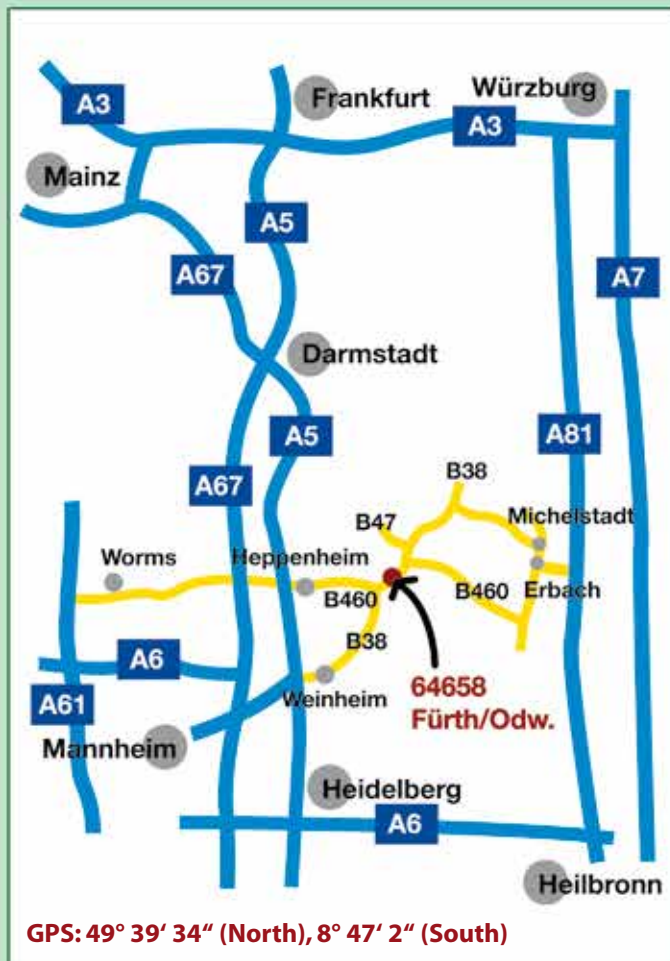 A3
Frankfurt
Würzburg
A3
Mainz
A5
A67
A7
Darmstadt
A5
A81
A67
B38
B47
Michelstadt
Worms
Heppenheim
B460
B460
Erbach
B38
A6
A61
Weinheim
64658
Fürth/Odw.
Mannheim
Heidelberg
A6
Heilbronn
GPS: 49° 39‘ 34“ (North), 8° 47‘ 2“ (South)